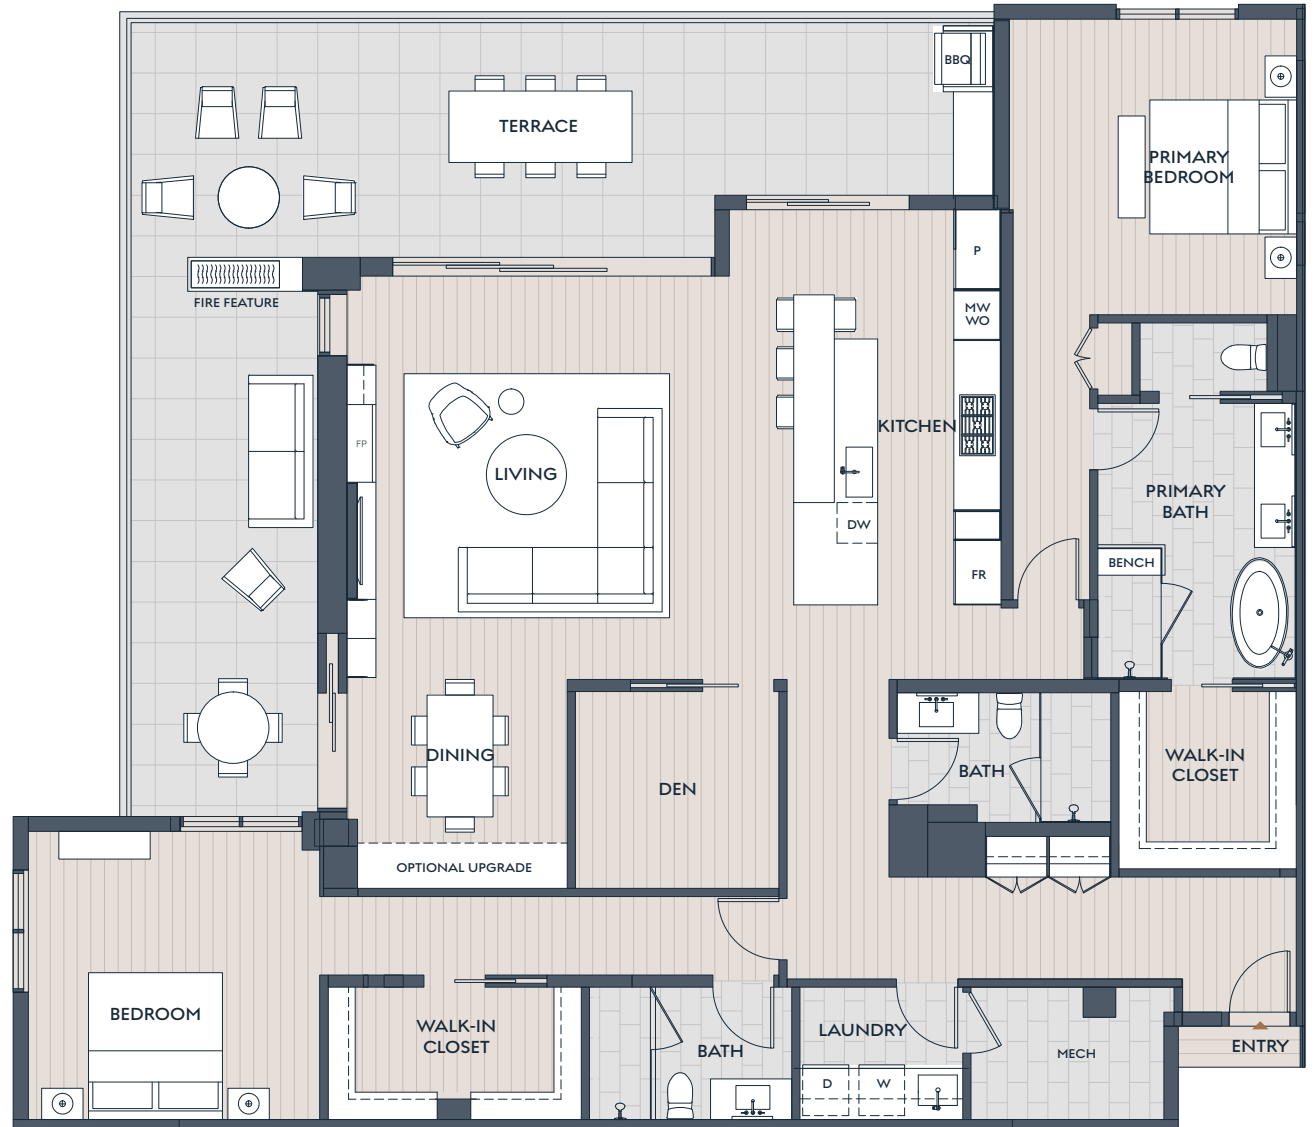 BBQ
TERRACE
PRIMARY
BEDROOM
P
FIRE FEATURE
MW
WO
KITCHEN
FP
LIVING
PRIMARY
BATH
DW
BENCH
FR
DINING
DEN
BATH
WALK-IN
CLOSET
OPTIONAL UPGRADE
BEDROOM
WALK-IN
CLOSET
BATH
LAUNDRY
MECH
ENTRY
D
W